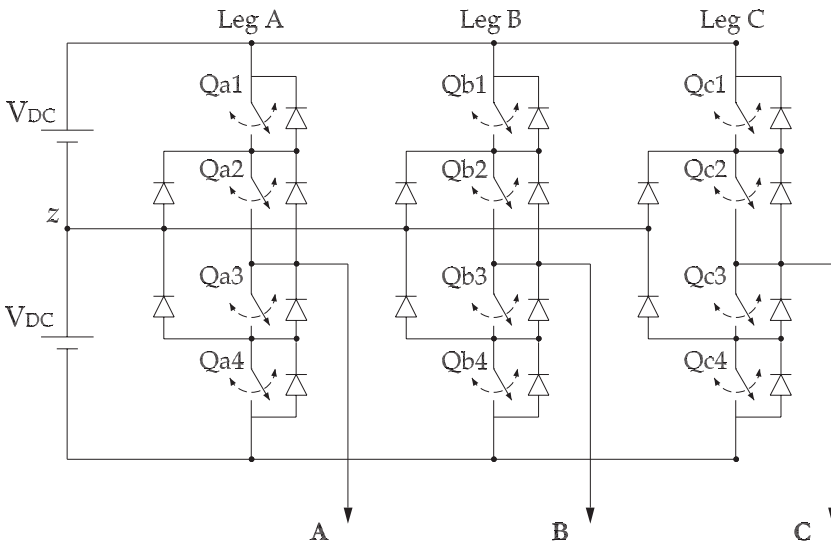 Leg A Leg B Leg C
Qa1 Qb1 Qc1
VDC
Qa2 Qb2 Qc2
z
Qa3 Qb3 Qc3
VDC
Qa4 Qb4 Qc4
A B C